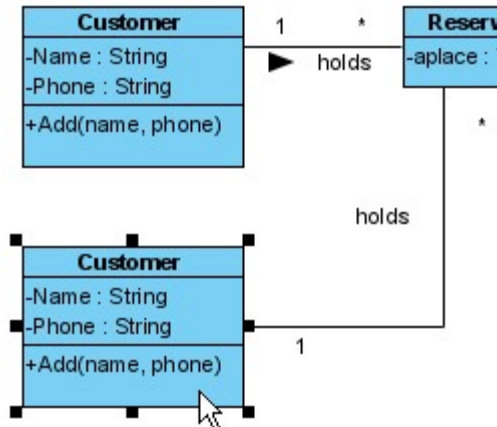 Customer
-Name : String
-Phone : String
+Add(name, phone)
1
*
holds
Reserv
-aplace :
*
holds
Customer
-Name : String
-Phone : String
+Add(name, phone)
1